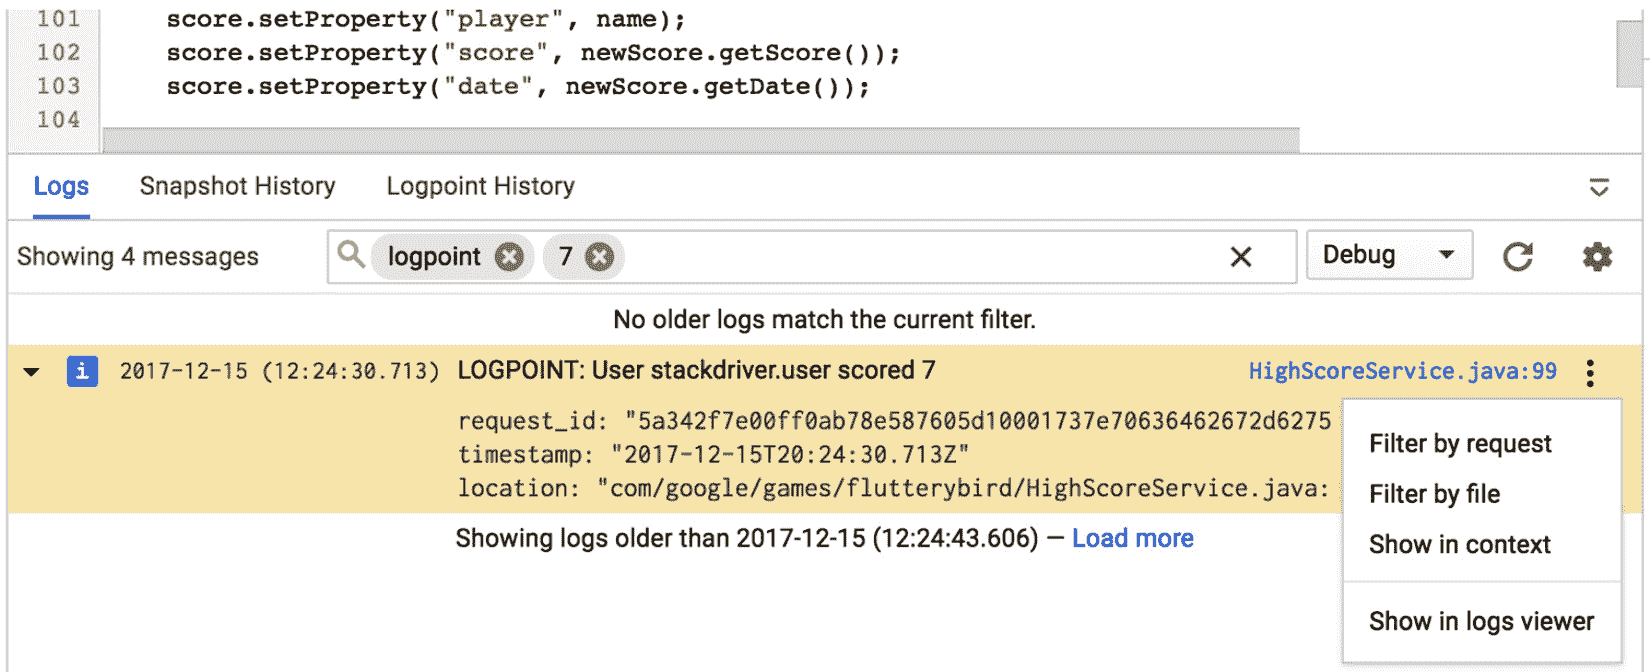 101 score.setProperty("player", name);
102 score.setProperty("score", newScore.getScore());
103 score.setProperty("date", newScore.getDate());
104
Logs Snapshot History Logpoint History
Showing 4 messages logpoint 7 Debug
No older logs match the current filter.
i 2017-12-15 (12:24:30.713) LOGPOINT: User stackdriver.user scored 7 HighScoreService.java:99
request_id: "5a342f7e00ff0ab78e587605d10001737e70636462672d6275
timestamp: "2017-12-15T20:24:30.713Z"
location: "com/google/games/flutterybird/HighScoreService.java:
Showing logs older than 2017-12-15 (12:24:43.606) — Load more
Filter by request
Filter by file
Show in context
Show in logs viewer